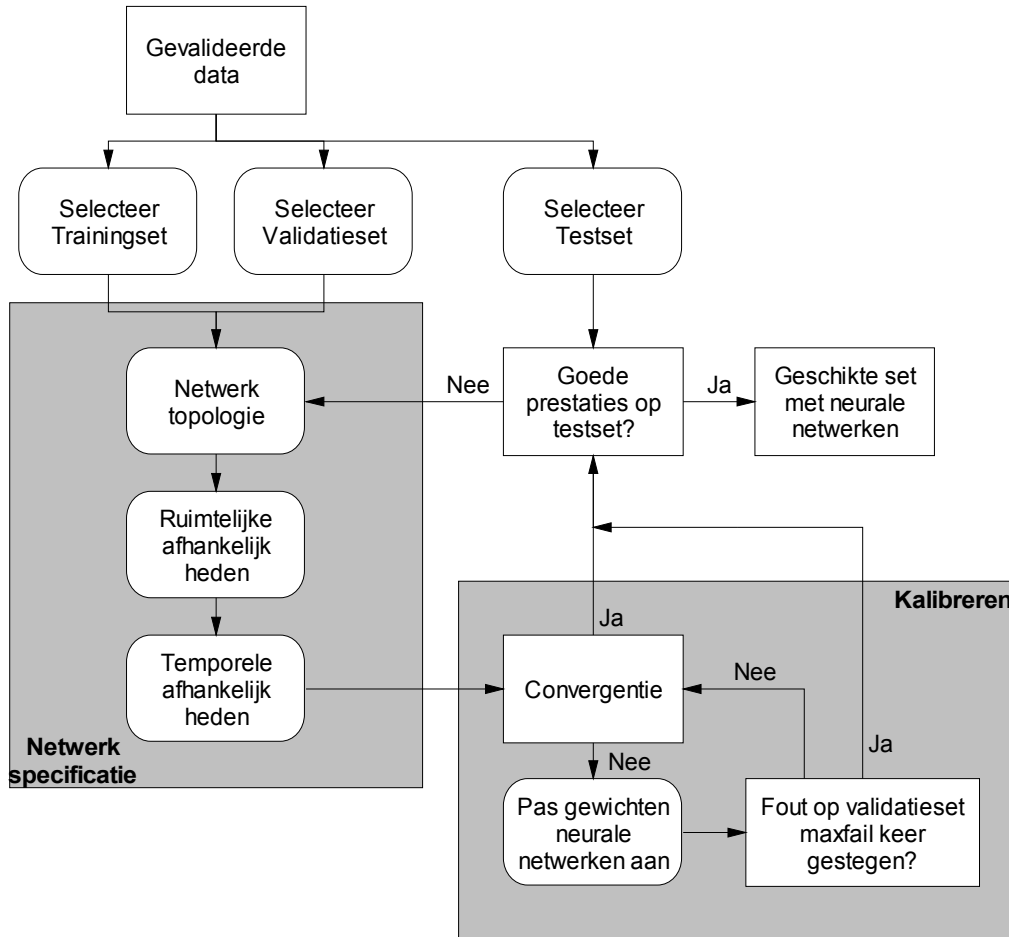 Gevalideerde
data
Selecteer
Trainingset
Selecteer
Validatieset
Selecteer
Testset
Netwerk
topologie
Nee
Goede
prestaties op
testset?
Ja
Geschikte set
met neurale
netwerken
Ruimtelijke
afhankelijk
heden
Temporele
afhankelijk
heden
Netwerk
specificatie
Kalibreren
Ja
Convergentie
Nee
Nee
Ja
Pas gewichten
neurale
netwerken aan
Fout op validatieset
maxfail keer
gestegen?